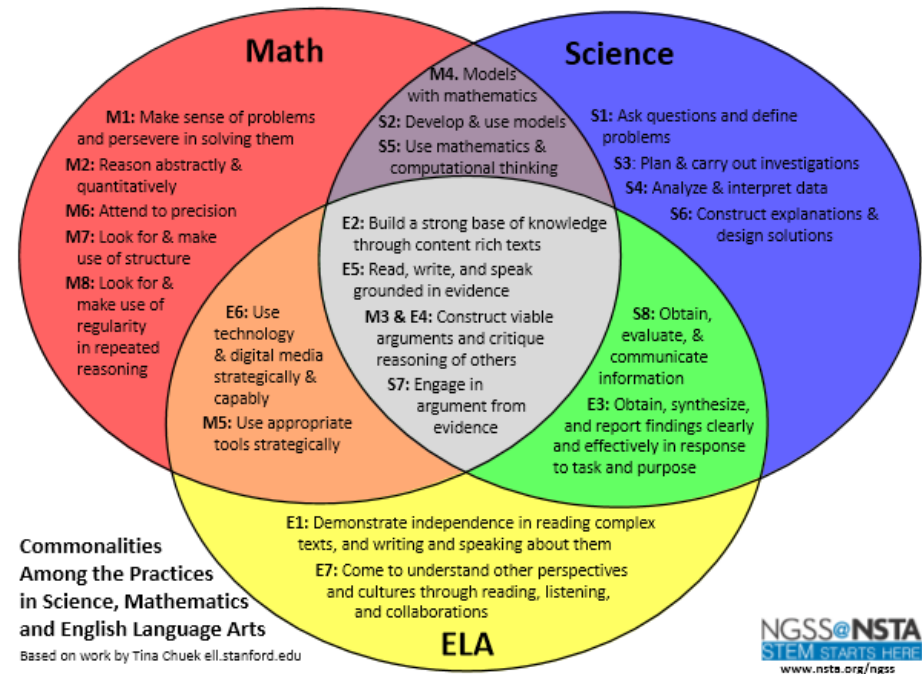 Math
Science
M4. Models
with mathematics
S2: Develop & use models
S5: Use mathematics &
computational thinking
M1: Make sense of problems
and persevere in solving them
M2: Reason abstractly &
quantitatively
M6: Attend to precision
M7: Look for & make
use of structure
M8: Look for &
make use of
regularity
in repeated
reasoning
S1: Ask questions and define
problems
S3: Plan & carry out investigations
S4: Analyze & interpret data
S6: Construct explanations &
design solutions
E2: Build a strong base of knowledge
through content rich texts
E5: Read, write, and speak
grounded in evidence
M3 & E4: Construct viable
arguments and critique
reasoning of others
S7: Engage in
argument from
evidence
E6: Use
technology
& digital media
strategically &
capably
M5: Use appropriate
tools strategically
S8: Obtain,
evaluate, &
communicate
information
E3: Obtain, synthesize,
and report findings clearly
and effectively in response
to task and purpose
E1: Demonstrate independence in reading complex
texts, and writing and speaking about them
E7: Come to understand other perspectives
and cultures through reading, listening,
and collaborations
ELA
Commonalities
Among the Practices
in Science, Mathematics
and English Language Arts
Based on work by Tina Chuek ell.stanford.edu
NGSS@NSTA
STEM STARTS HERE
www.nsta.org/ngss